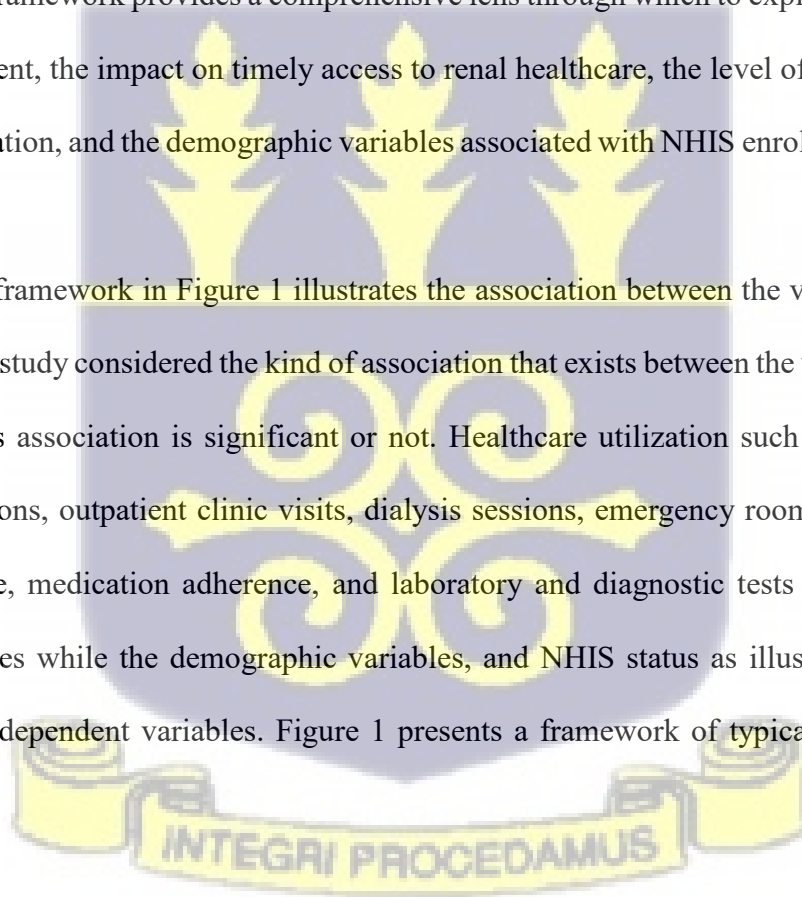 framework provides a comprehensive lens through which to
ent, the impact on timely access to renal healthcare, the level of
ation, and the demographic variables associated with NHIS
framework in Figure 1 illustrates the association between the
study considered the kind of association that exists between the
s association is significant or not. Healthcare utilization such
ons, outpatient clinic visits, dialysis sessions, emergency room
e, medication adherence, and laboratory and diagnostic tests
es while the demographic variables, and NHIS status as
dependent variables. Figure 1 presents a framework of
INTEGRI PROCEDAMUS